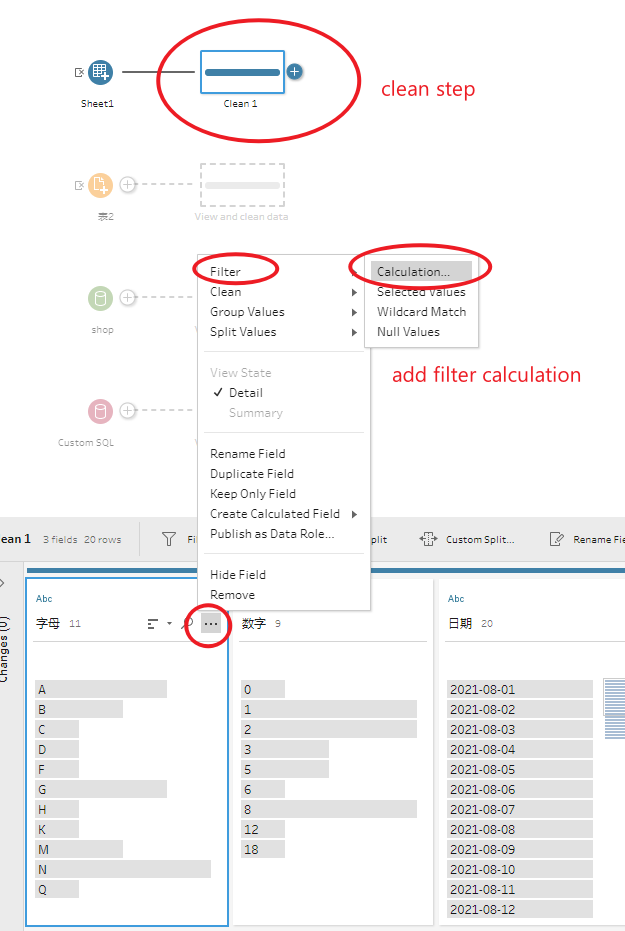 clean step
Sheet1
Clean 1
表2
View and clean data
shop
Custom SQL
Filter
Clean
Group Values
Split Values
View State
Detail
Summary
Rename Field
Duplicate Field
Keep Only Field
Create Calculated Field
Publish as Data Role...
Hide Field
Remove
Calculation...
Selected Values
Wildcard Match
Null Values
add filter calculation
ean 1 3 fields 20 rows Fil plit Custom Split... Rename Fie
Changes (0)
Abc
字母 11
A
B
C
D
F
G
H
K
M
N
Q
数字 9
0
1
2
3
5
6
8
12
18
Abc
日期 20
2021-08-01
2021-08-02
2021-08-03
2021-08-04
2021-08-05
2021-08-06
2021-08-07
2021-08-08
2021-08-09
2021-08-10
2021-08-11
2021-08-12